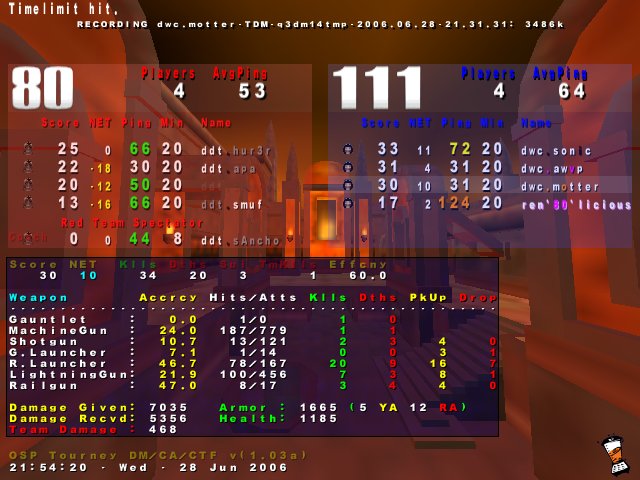 Timelimit hit.
RECORDING dwc.motter-TDM-q3dm14tmp-2006.06.28-21.31.31: 3486k
80 Players 4 AvgPing 53
111 Players 4 AvgPing 64
Score NET Ping Min Name
25 0 66 20 ddt.hur3r
22 -18 30 20 ddt.apa
20 -12 50 20 ddt.
13 -16 66 20 ddt.smuf
Red Team Spectator
Coach 0 0 44 8 ddt.sAncho
Score NET Ping Min Name
33 11 72 20 dwc.sonic
31 4 31 20 dwc.awvp
30 10 31 20 dwc.motter
17 2 124 20 ren'80'licious
Score NET Klls Dths Sui TmKlls Effcny
30 10 34 20 3 1 60.0
Weapon Accrcy Hits/Atts Klls Dths PkUp Drop
Gauntlet : 0.0 1/0 1 0
MachineGun : 24.0 187/779 1 1
Shotgun : 10.7 13/121 2 3 4 0
G.Launcher : 7.1 1/14 0 0 3 1
R.Launcher : 46.7 78/167 20 9 16 7
LightningGun: 21.9 100/456 7 3 8 1
Railgun : 47.0 8/17 3 4 4 0
Damage Given: 7035 Armor : 1665 (5 YA 12 RA)
Damage Recvd: 5356 Health: 1185
Team Damage : 468
OSP Tourney DM/CA/CTF v(1.03a)
21:54:20 - Wed - 28 Jun 2006